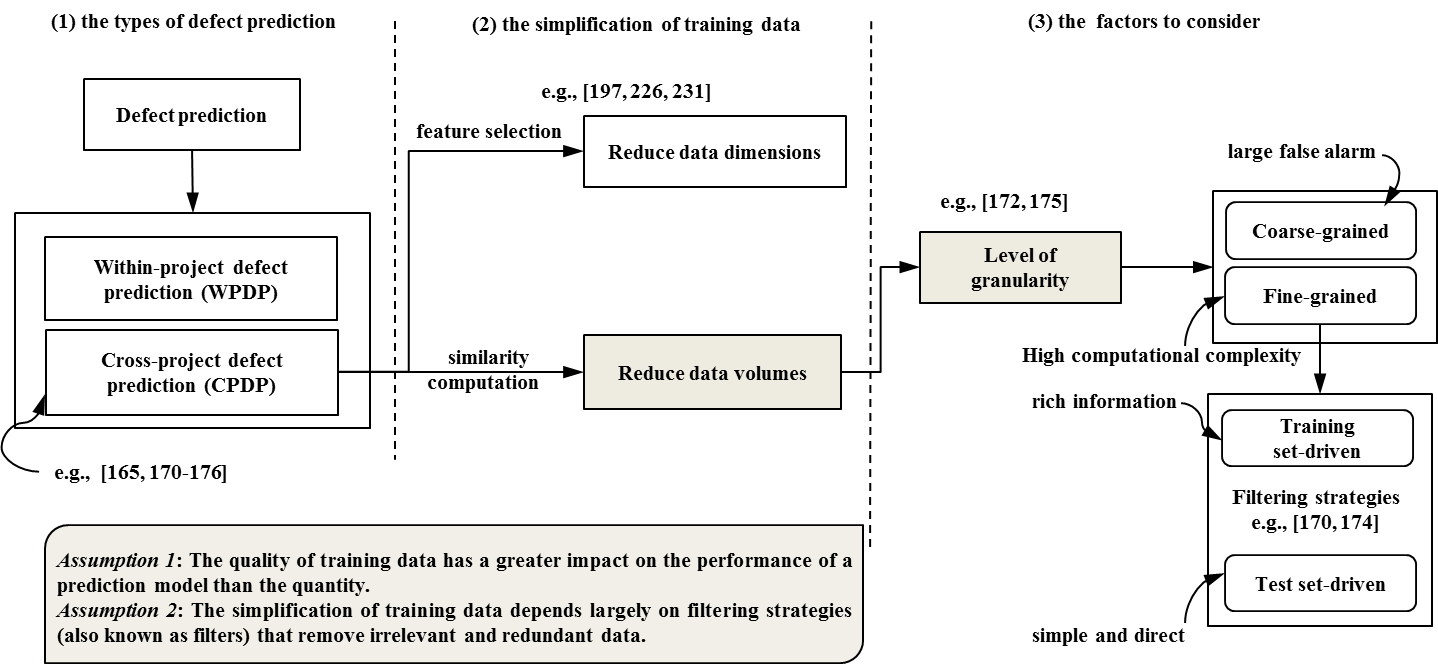 (1) the types of defect prediction
Defect prediction
Within-project defect
prediction (WPDP)
Cross-project defect
prediction (CPDP)
e.g., [165, 170-176]
(2) the simplification of training data
e.g., [197, 226, 231]
feature selection
Reduce data dimensions
similarity
computation
Reduce data volumes
(3) the factors to consider
e.g., [172, 175]
Level of
granularity
large false alarm
Coarse-grained
Fine-grained
High computational complexity
rich information
Training
set-driven
Filtering strategies
e.g., [170, 174]
Test set-driven
simple and direct
Assumption 1: The quality of training data has a greater impact on the performance of a
prediction model than the quantity.
Assumption 2: The simplification of training data depends largely on filtering strategies
(also known as filters) that remove irrelevant and redundant data.